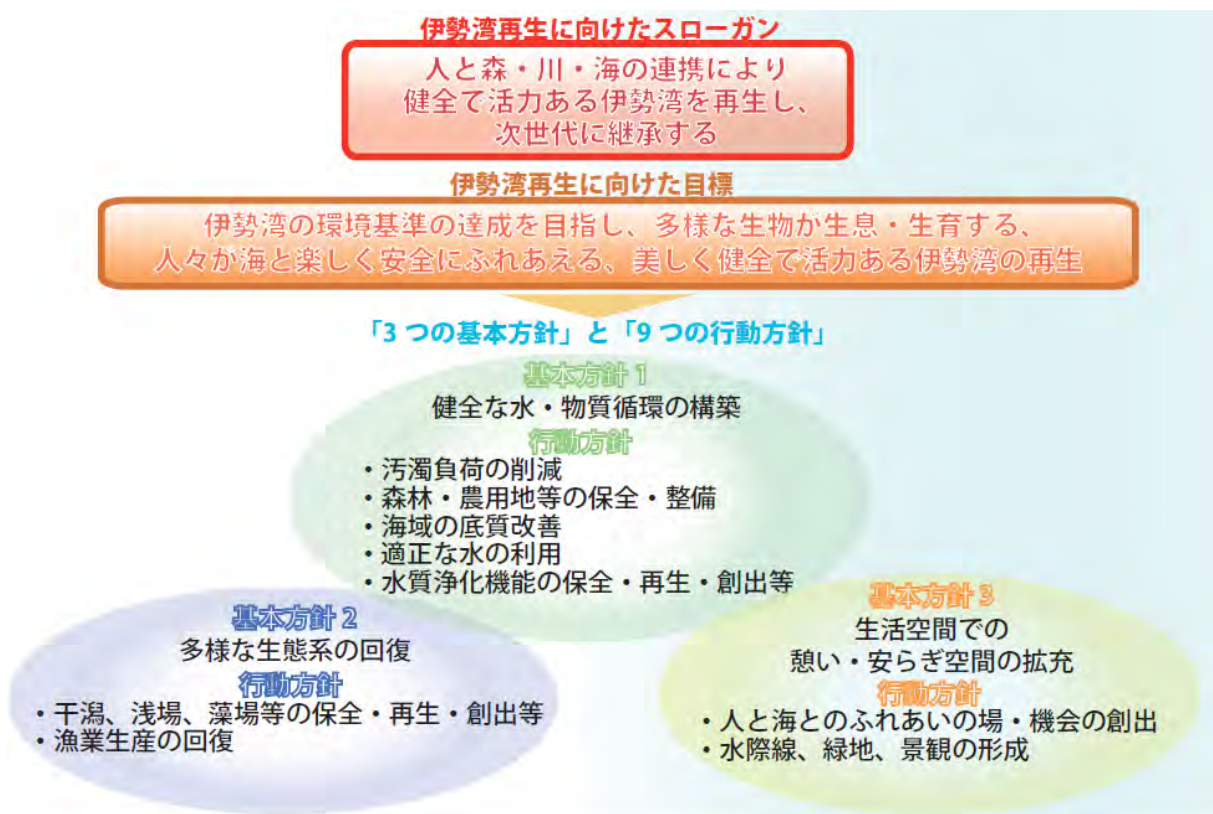 伊勢湾再生に向けたスローガン
人と森・川・海の連携により
健全で活力ある伊勢湾を再生し、
次世代に継承する
伊勢湾再生に向けた目標
伊勢湾の環境基準の達成を目指し、多様な生物が生息・生育する、
人々が海と楽しく安全にふれあえる、美しく健全で活力ある伊勢湾の再生
「3つの基本方針」と「9つの行動方針」
基本方針1
健全な水・物質循環の構築
行動方針
・汚濁負荷の削減
・森林・農用地等の保全・整備
・海域の底質改善
・適正な水の利用
・水質浄化機能の保全・再生・創出等
基本方針2
多様な生態系の回復
行動方針
・干潟、浅場、藻場等の保全・再生・創出等
・漁業生産の回復
基本方針3
生活空間での
憩い・安らぎ空間の拡充
行動方針
・人と海とのふれあいの場・機会の創出
・水際線、緑地、景観の形成